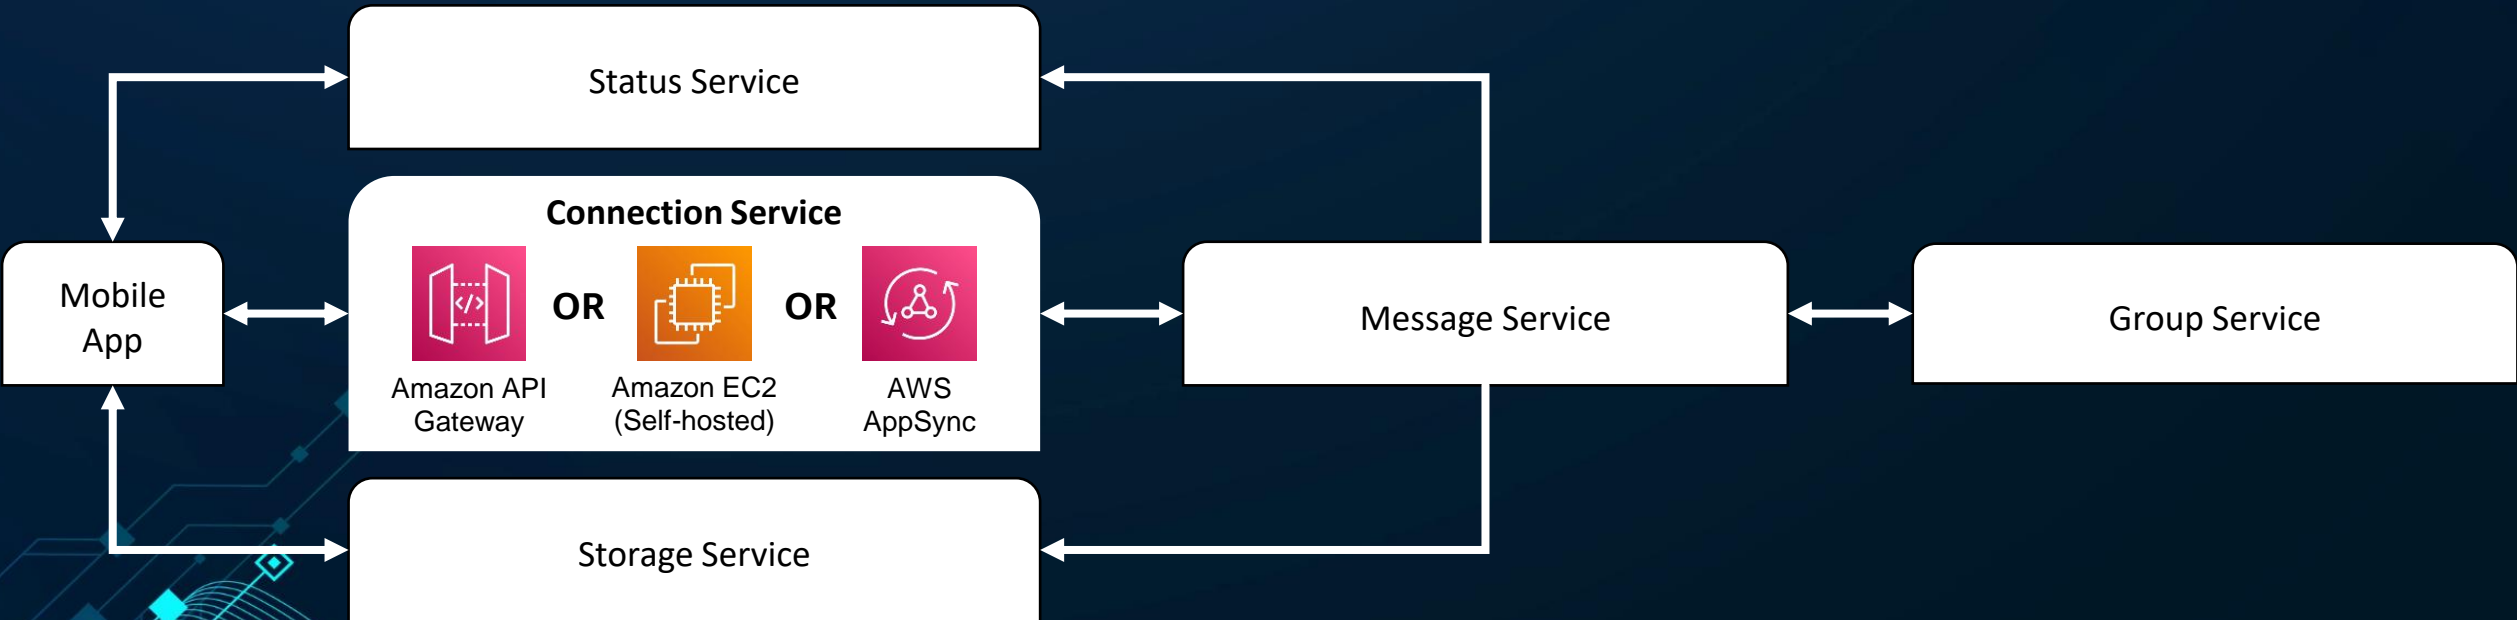 Status Service
Connection Service
Mobile
App
OR
OR
Amazon API
Gateway
Amazon EC2
(Self-hosted)
AWS
AppSync
Message Service
Group Service
Storage Service